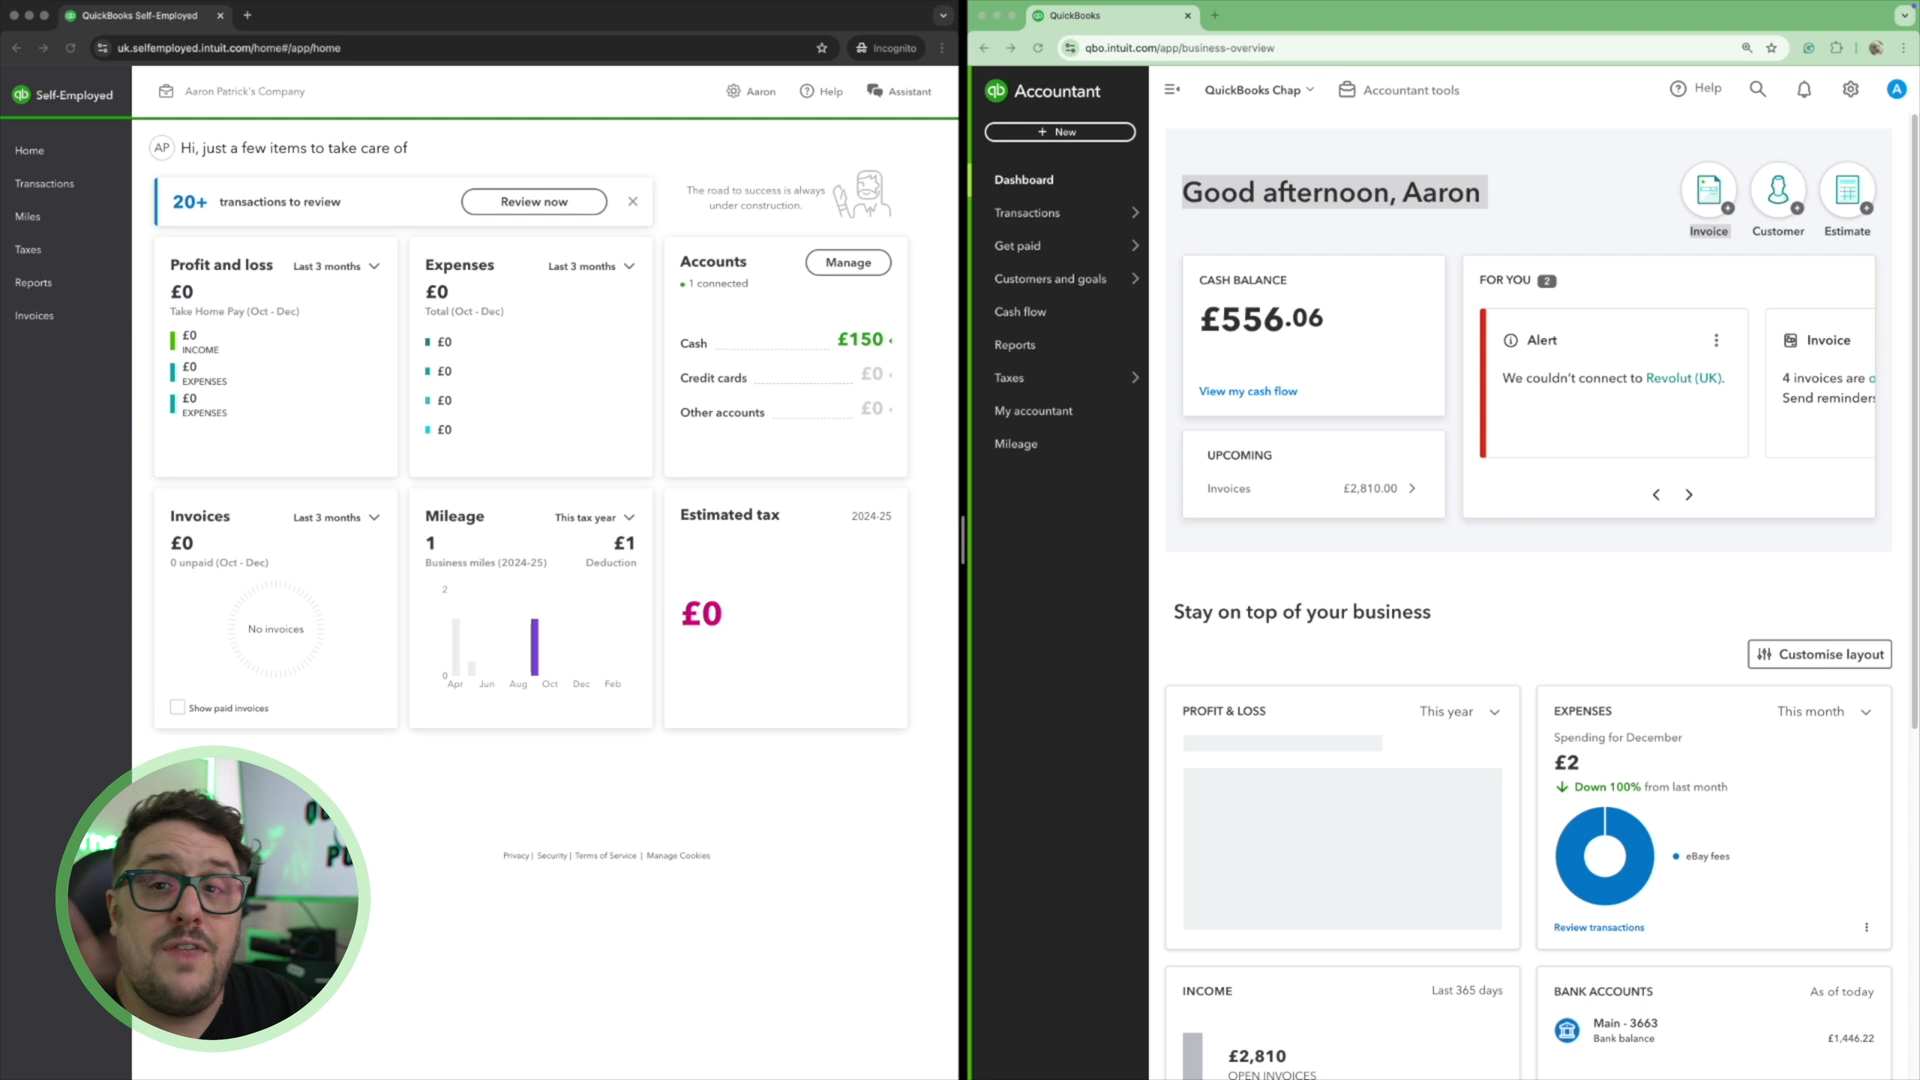 QuickBooks Self-Employed
uk.selfemployed.intuit.com/home#/app/home
Incognito
qb Self-Employed
Aaron Patrick's Company
Aaron
Help
Assistant
Home
Transactions
Miles
Taxes
Reports
Invoices
AP Hi, just a few items to take care of
20+ transactions to review
Review now
The road to success is always
under construction.
Profit and loss
Last 3 months
£0
Take Home Pay (Oct - Dec)
£0
INCOME
£0
EXPENSES
£0
EXPENSES
Expenses
Last 3 months
£0
Total (Oct - Dec)
£0
£0
£0
£0
Accounts
Manage
1 connected
Cash £150
Credit cards £0
Other accounts £0
Invoices
Last 3 months
£0
0 unpaid (Oct - Dec)
No invoices
Show paid invoices
Mileage
This tax year
1 £1
Business miles (2024-25) Deduction
2
0
Apr Jun Aug Oct Dec Feb
Estimated tax
2024-25
£0
Privacy | Security | Terms of Service | Manage Cookies
QuickBooks
qbo.intuit.com/app/business-overview
qb Accountant
+ New
Dashboard
Transactions
Get paid
Customers and goals
Cash flow
Reports
Taxes
My accountant
Mileage
QuickBooks Chap
Accountant tools
Help
A
Good afternoon, Aaron
Invoice
Customer
Estimate
CASH BALANCE
£556.06
View my cash flow
UPCOMING
Invoices £2,810.00
FOR YOU 2
Alert
We couldn't connect to Revolut (UK).
Invoice
4 invoices are o
Send reminders
Stay on top of your business
Customise layout
PROFIT & LOSS
This year
EXPENSES
This month
Spending for December
£2
Down 100% from last month
eBay fees
Review transactions
INCOME
Last 365 days
£2,810
OPEN INVOICES
BANK ACCOUNTS
As of today
Main - 3663
Bank balance
£1,446.22